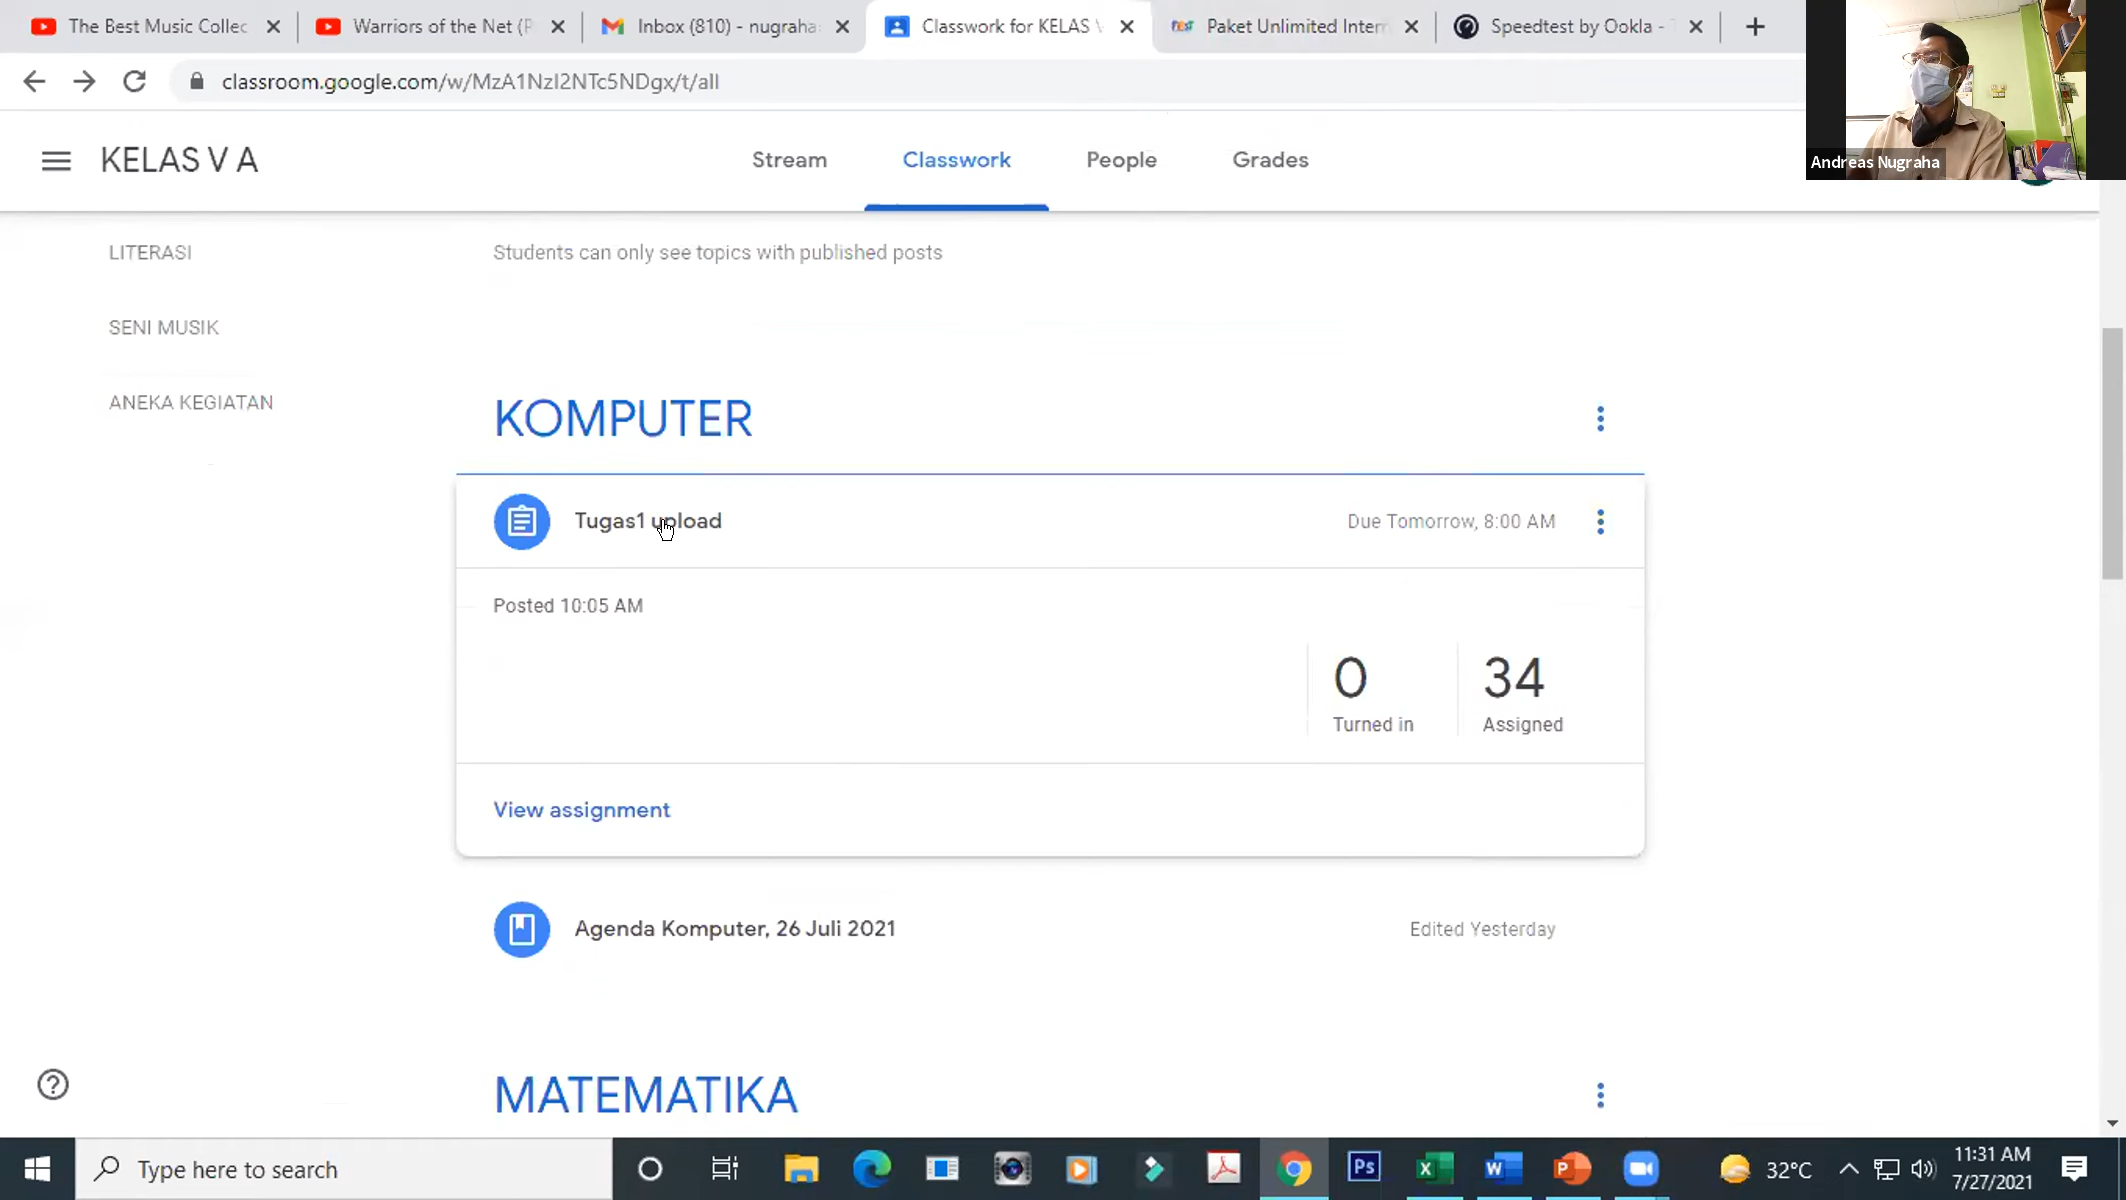 The Best Music Collec
Warriors of the Net (P
Inbox (810) - nugraha
Classwork for KELAS V
Paket Unlimited Intern
Speedtest by Ookla - T
classroom.google.com/w/MzA1NzI2NTc5NDgx/t/all
KELAS V A
Stream
Classwork
People
Grades
Andreas Nugraha
LITERASI
SENI MUSIK
ANEKA KEGIATAN
Students can only see topics with published posts
KOMPUTER
Tugas1 upload
Due Tomorrow, 8:00 AM
Posted 10:05 AM
0
Turned in
34
Assigned
View assignment
Agenda Komputer, 26 Juli 2021
Edited Yesterday
MATEMATIKA
Type here to search
32°C
11:31 AM
7/27/2021